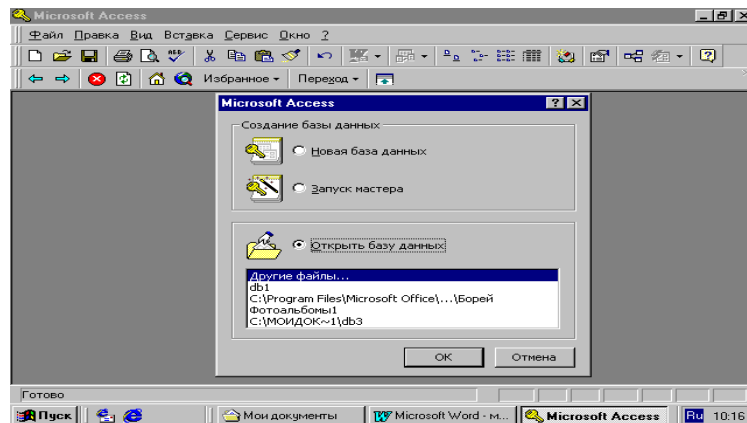 Microsoft Access
Файл Правка Вид Вставка Сервис Окно ?
Избранное Переход
Microsoft Access
Создание базы данных
Новая база данных
Запуск мастера
Открыть базу данных
Другие файлы...
db1
C:\Program Files\Microsoft Office\...\Борей
Фотоальбомы1
C:\МОИДОК~1\db3
ОК Отмена
Готово
Пуск Мои документы Microsoft Word - м... Microsoft Access Ru 10:16